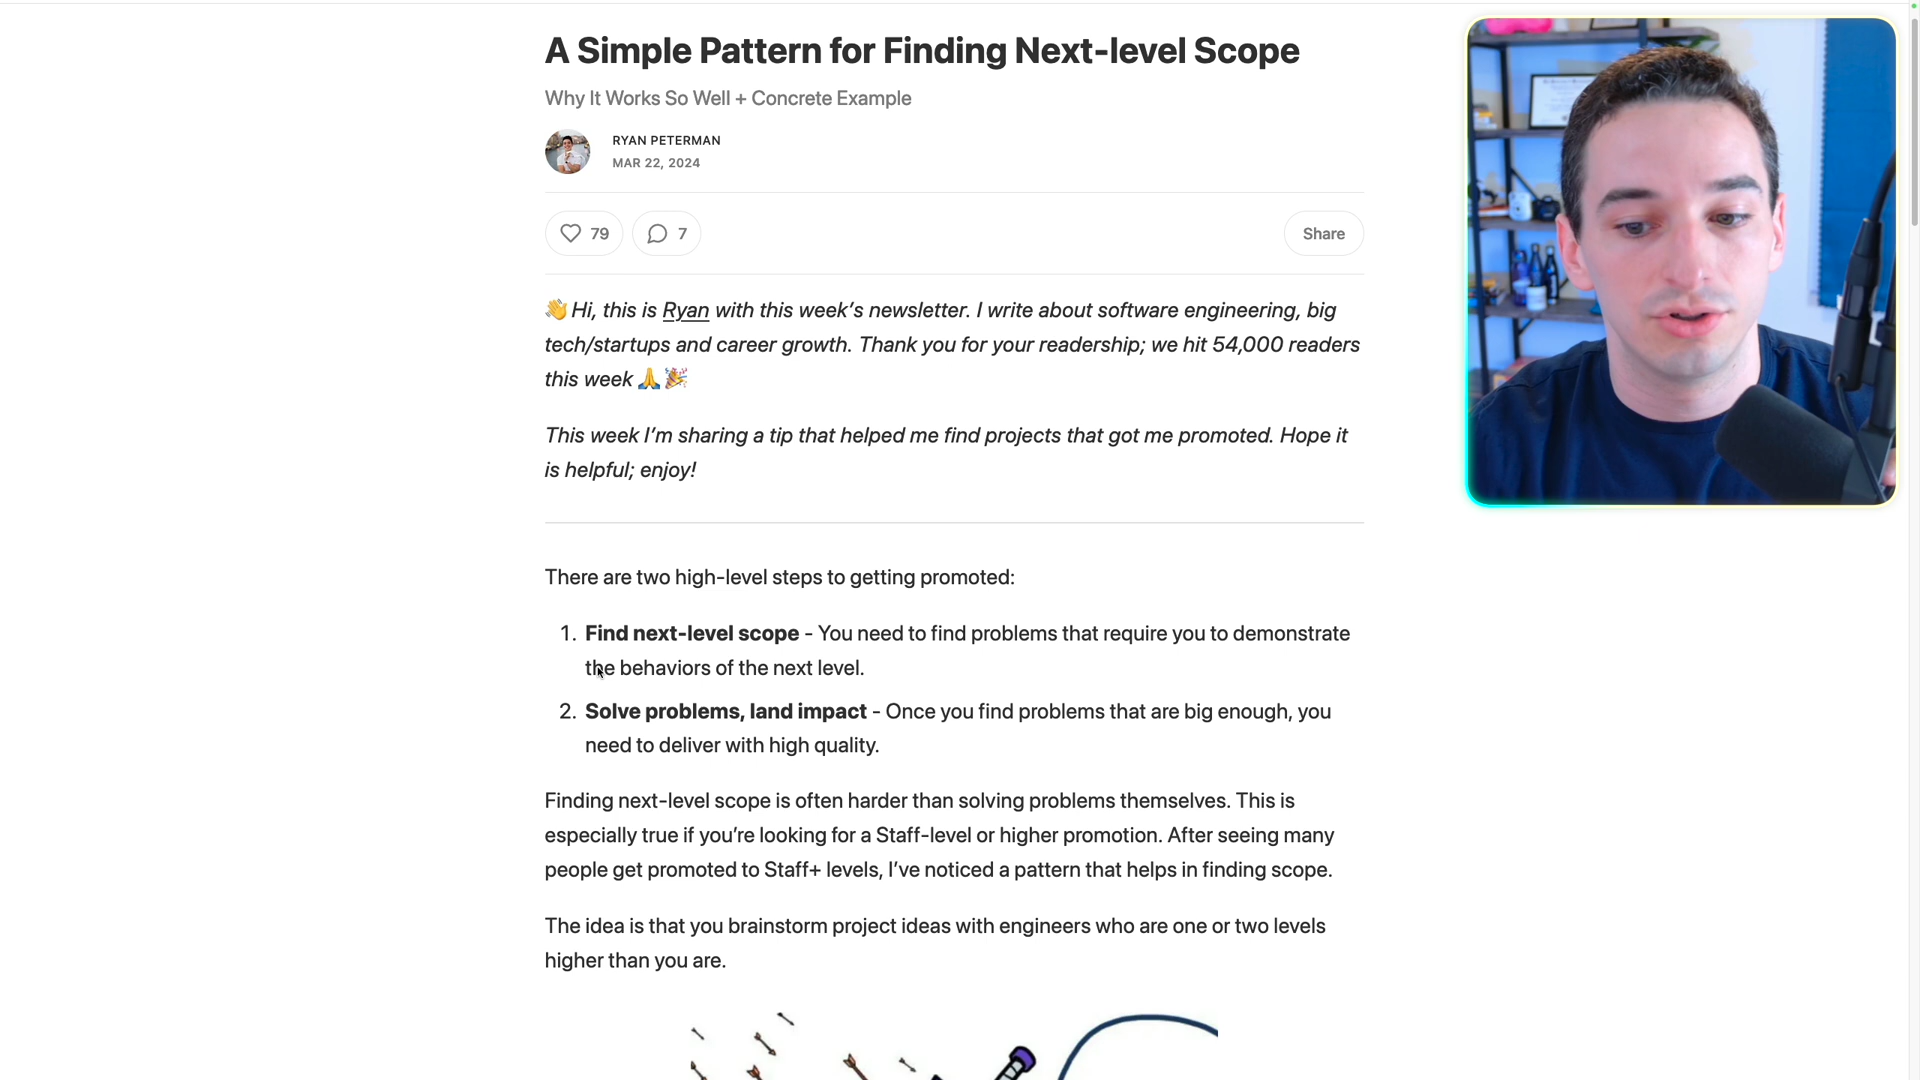 A Simple Pattern for Finding Next-level Scope
Why It Works So Well + Concrete Example
RYAN PETERMAN
MAR 22, 2024
79
7
Share
👋 Hi, this is Ryan with this week’s newsletter. I write about software engineering, big
tech/startups and career growth. Thank you for your readership; we hit 54,000 readers
this week 🙏 🎉
This week I’m sharing a tip that helped me find projects that got me promoted. Hope it
is helpful; enjoy!
There are two high-level steps to getting promoted:
1. Find next-level scope - You need to find problems that require you to demonstrate
the behaviors of the next level.
2. Solve problems, land impact - Once you find problems that are big enough, you
need to deliver with high quality.
Finding next-level scope is often harder than solving problems themselves. This is
especially true if you’re looking for a Staff-level or higher promotion. After seeing many
people get promoted to Staff+ levels, I’ve noticed a pattern that helps in finding scope.
The idea is that you brainstorm project ideas with engineers who are one or two levels
higher than you are.